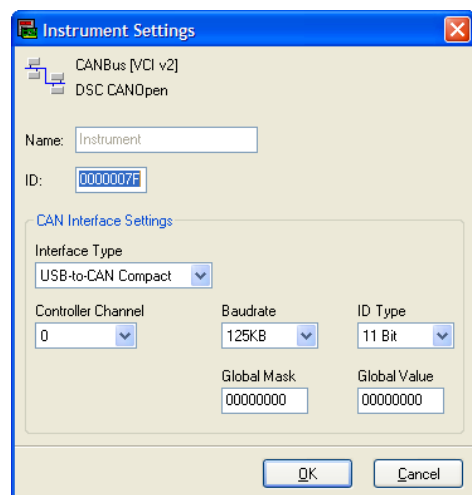 Instrument Settings
CANBus [VCI v2]
DSC CANOpen
Name: Instrument
ID: 0000007F
CAN Interface Settings
Interface Type
USB-to-CAN Compact
Controller Channel Baudrate ID Type
0 125KB 11 Bit
Global Mask Global Value
00000000 00000000
OK Cancel